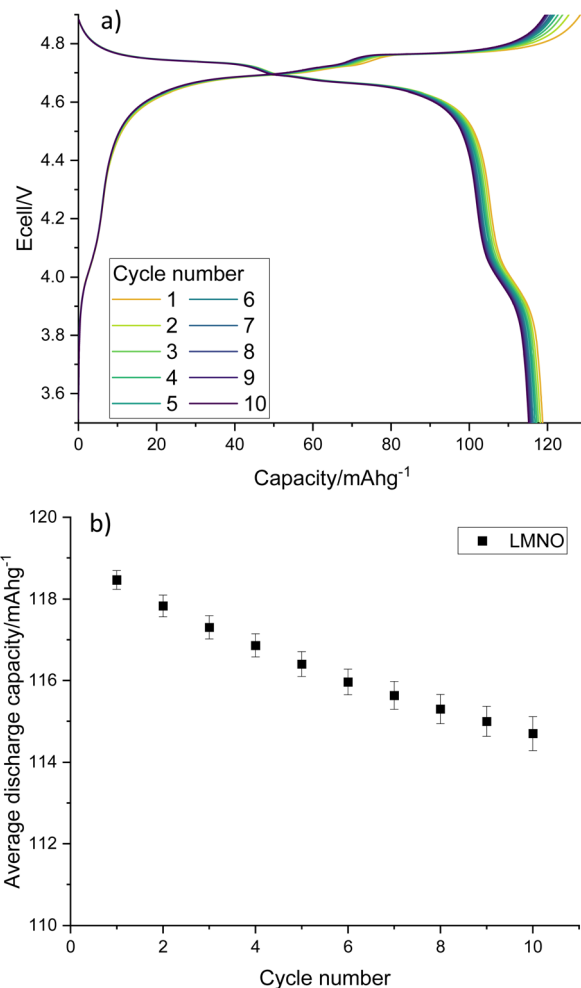 a)
4.8
4.6
4.4
4.2
4.0
3.8
3.6
Ecell/V
Cycle number
1 6
2 7
3 8
4 9
5 10
0 20 40 60 80 100 120
Capacity/mAhg⁻¹
b)
LMNO
120
118
116
114
112
110
Average discharge capacity/mAhg⁻¹
0 2 4 6 8 10
Cycle number